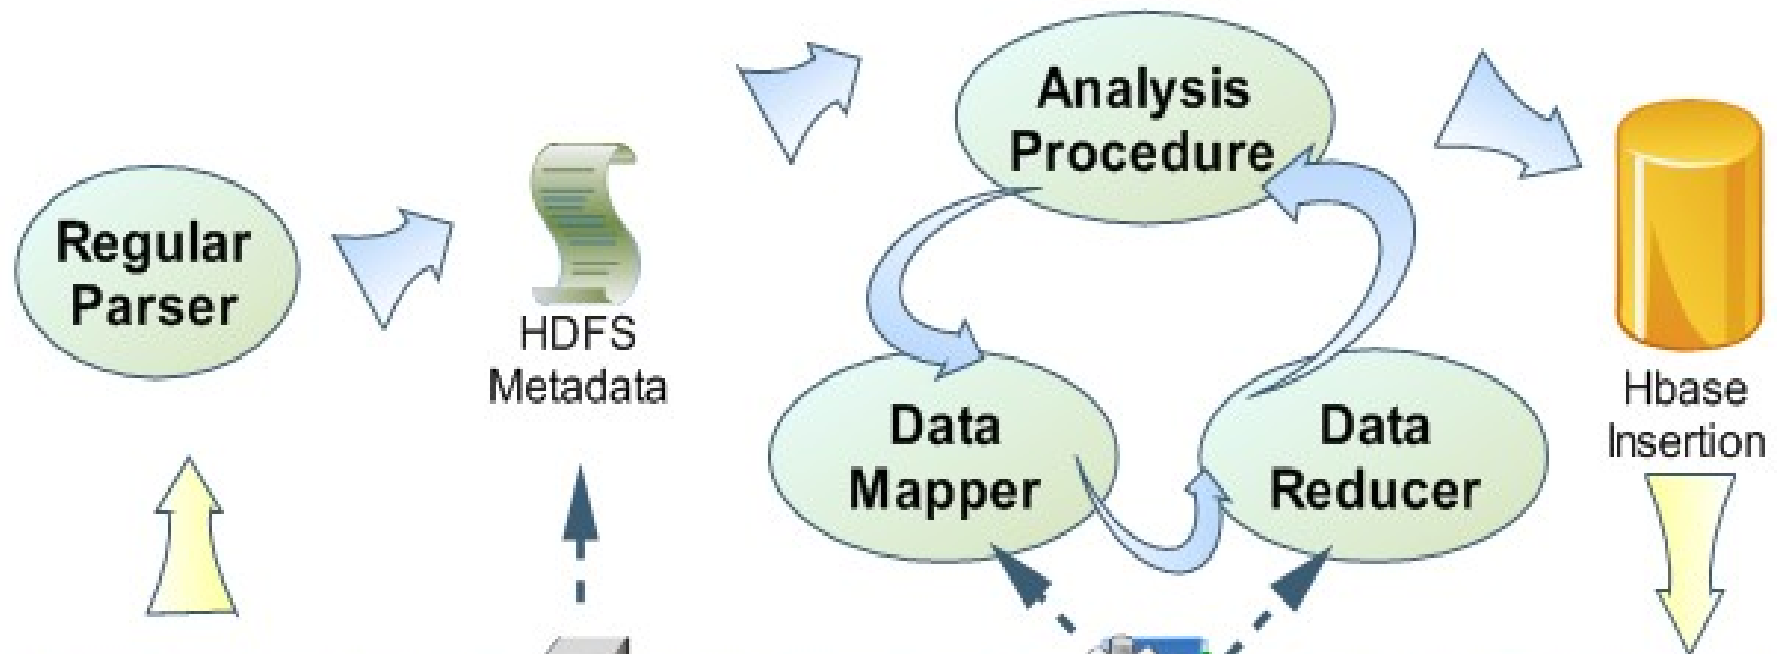 Analysis
Procedure
Regular
Parser
HDFS
Metadata
Data
Mapper
Data
Reducer
Hbase
Insertion